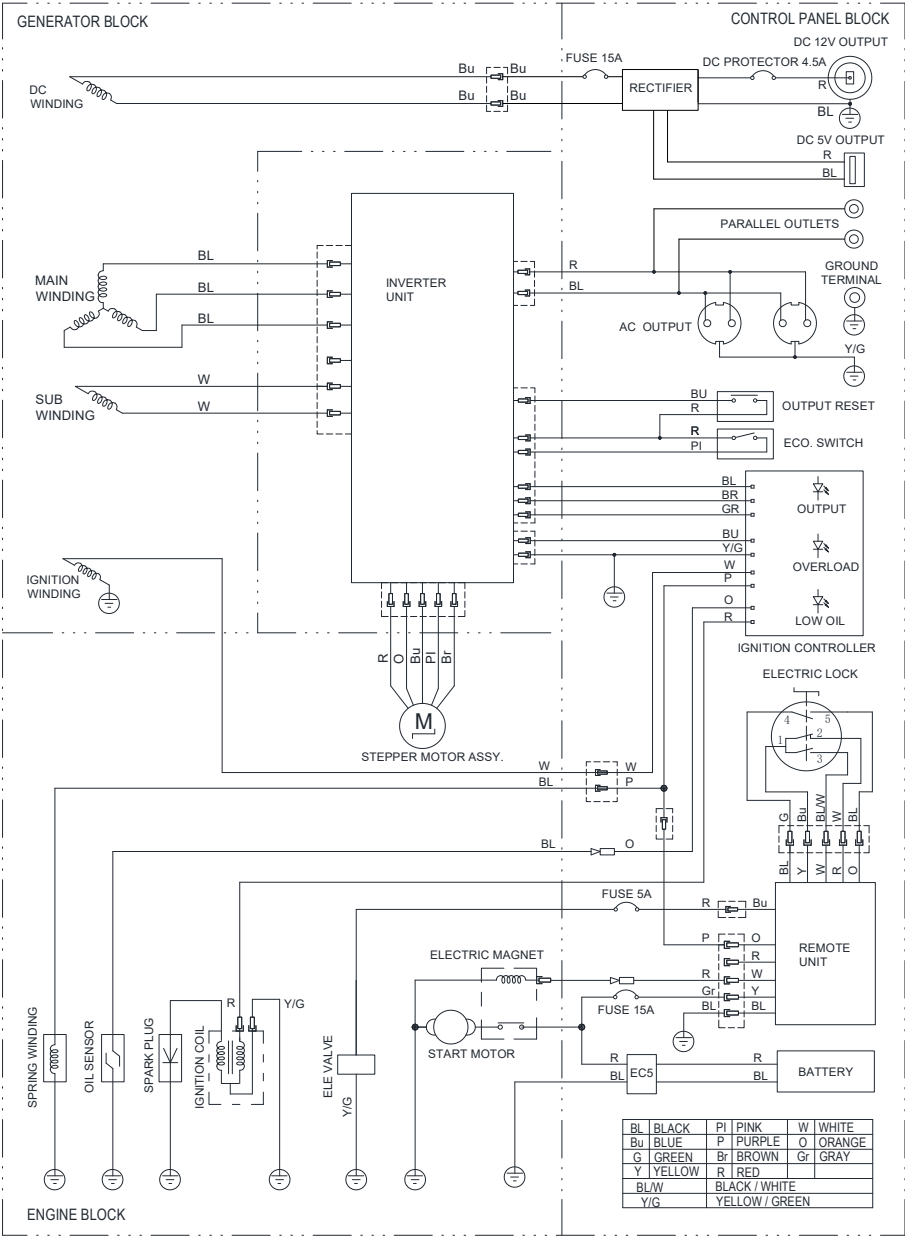 GENERATOR BLOCK
CONTROL PANEL BLOCK
DC 12V OUTPUT
DC WINDING
Bu Bu
Bu Bu
FUSE 15A
RECTIFIER
DC PROTECTOR 4.5A
R
BL
DC 5V OUTPUT
R
BL
PARALLEL OUTLETS
GROUND TERMINAL
MAIN WINDING
BL
BL
BL
SUB WINDING
W
W
INVERTER UNIT
R
BL
AC OUTPUT
Y/G
BU
R
OUTPUT RESET
R
PI
ECO. SWITCH
BL
BR
GR
BU
Y/G
W
P
O
R
OUTPUT
OVERLOAD
LOW OIL
IGNITION CONTROLLER
IGNITION WINDING
R
O
Bu
PI
Br
M
STEPPER MOTOR ASSY.
ELECTRIC LOCK
4 5
1 2
3
W W
BL P
G
Bu
BL/W
W
BL
BL
Y
W
R
O
BL O
FUSE 5A
R Bu
P O
R
R W
Gr Y
BL BL
REMOTE UNIT
ELECTRIC MAGNET
FUSE 15A
START MOTOR
R R
BL BL
EC5
BATTERY
SPRING WINDING
OIL SENSOR
SPARK PLUG
IGNITION COIL
R
Y/G
ELE VALVE
Y/G
BL BLACK PI PINK W WHITE
Bu BLUE P PURPLE O ORANGE
G GREEN Br BROWN Gr GRAY
Y YELLOW R RED
BL/W BLACK / WHITE
Y/G YELLOW / GREEN
ENGINE BLOCK